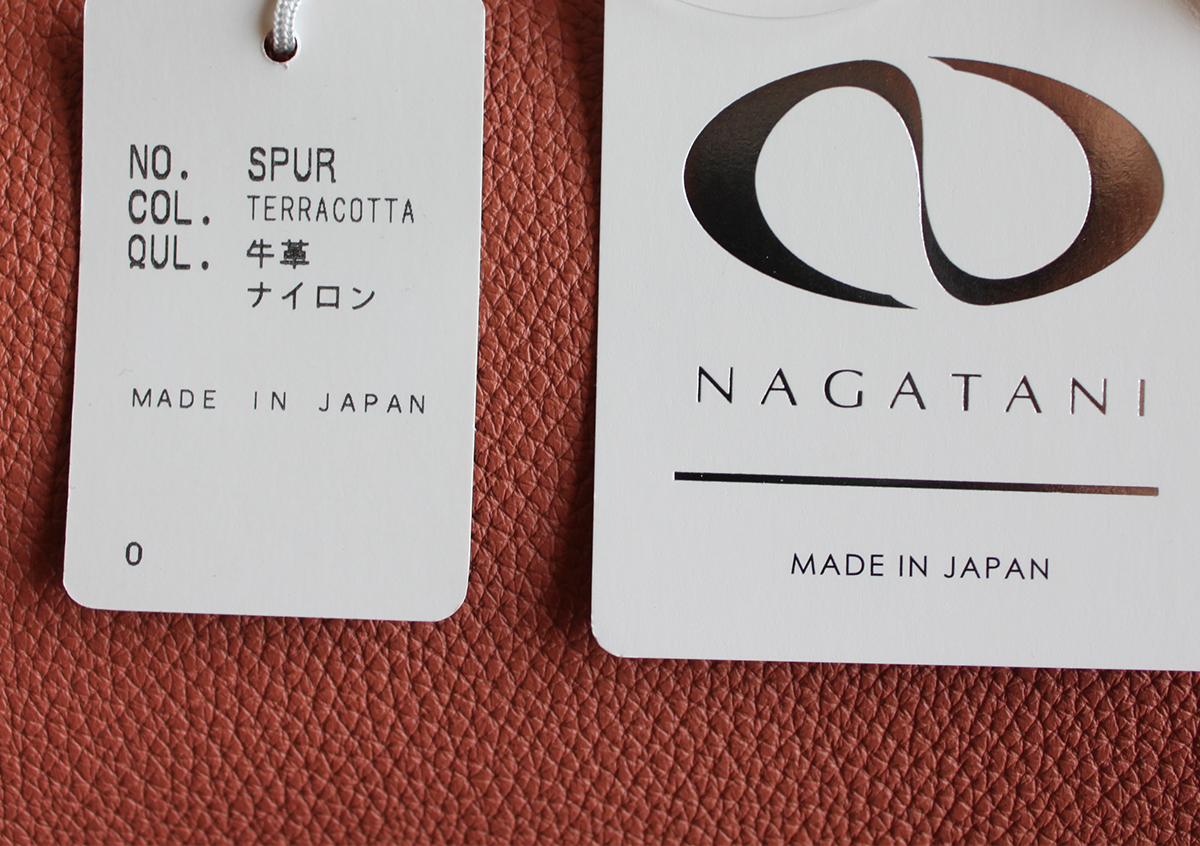 NO. SPUR
COL. TERRACOTTA
QUL. 牛革
ナイロン
MADE IN JAPAN
0
NAGATANI
MADE IN JAPAN